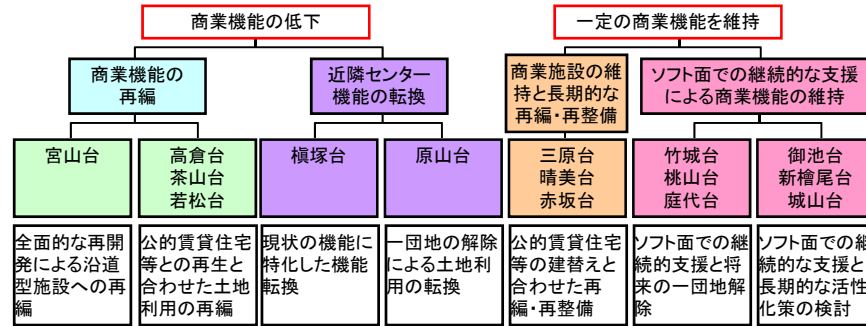 商業機能の低下
一定の商業機能を維持
商業機能の
再編
近隣センター
機能の転換
商業施設の維
持と長期的な
再編・再整備
ソフト面での継続的な支援
による商業機能の維持
宮山台
高倉台
茶山台
若松台
槇塚台
原山台
三原台
晴美台
赤坂台
竹城台
桃山台
庭代台
御池台
新檜尾台
城山台
全面的な再開
発による沿道
型施設への再
編
公的賃貸住宅
等との再生と
合わせた土地
利用の再編
現状の機能に
特化した機能
転換
一団地の解除
による土地利
用の転換
公的賃貸住宅
等の建替えと
合わせた再
編・再整備
ソフト面での継
続的支援と将
来の一団地解
除
ソフト面での継
続的な支援と
長期的な活性
化策の検討